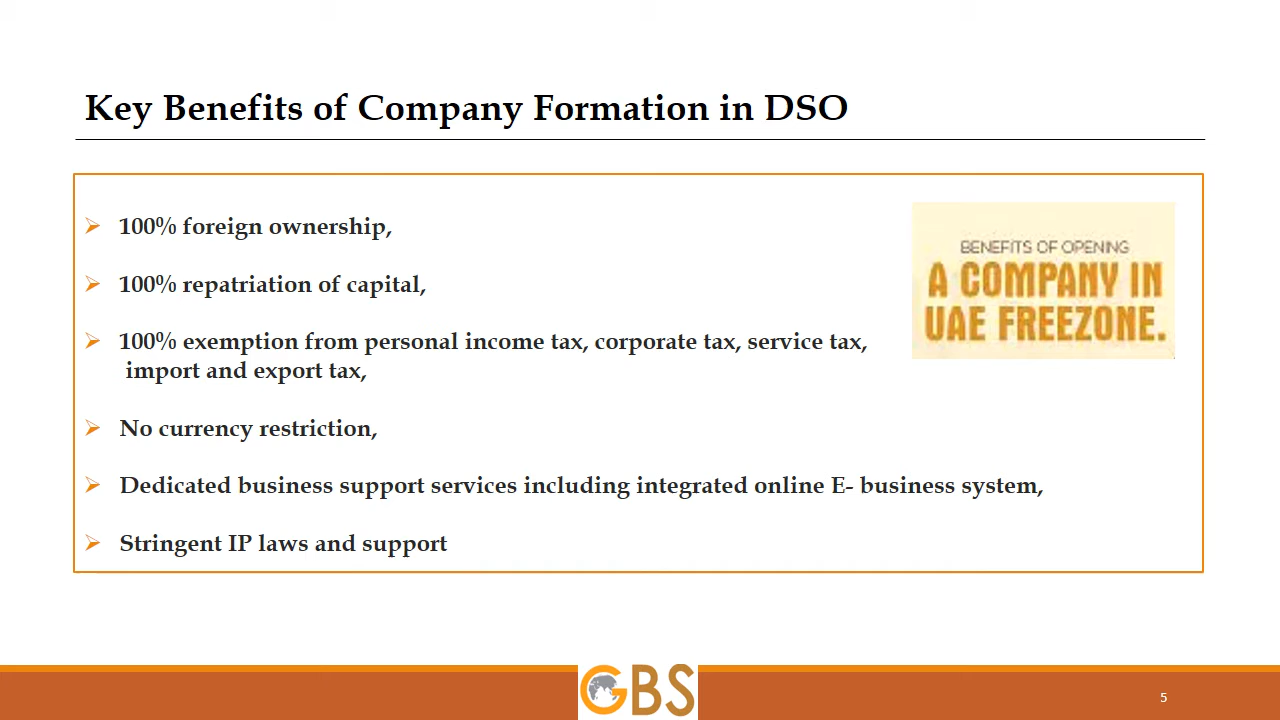 Key Benefits of Company Formation in DSO
100% foreign ownership,
100% repatriation of capital,
100% exemption from personal income tax, corporate tax, service tax,
import and export tax,
No currency restriction,
Dedicated business support services including integrated online E- business system,
Stringent IP laws and support
BENEFITS OF OPENING
A COMPANY IN
UAE FREEZONE.
GBS
5